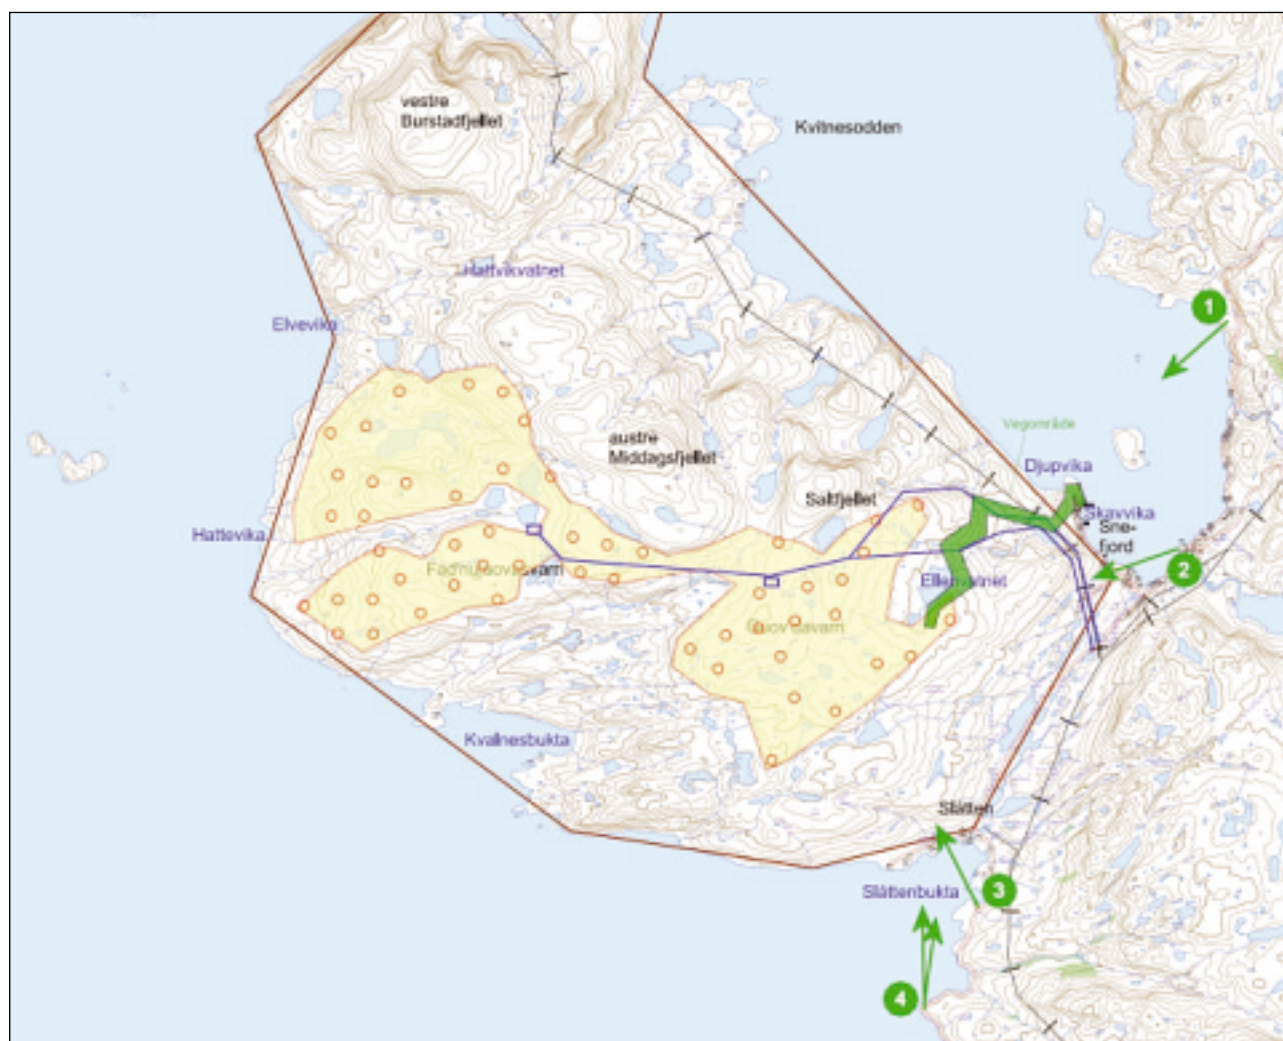 vestre
Burstadfjellet
Kvitnesodden
Hattvikvatnet
Elvevika
1
Vegområde
austre
Middagsfjellet
Djupvika
Saltfjellet
Skavvika
Sne-
fjord
Hattevika
2
Ellenvatnet
Kvalnesbukta
Slåtten
Slåttenbukta
3
4